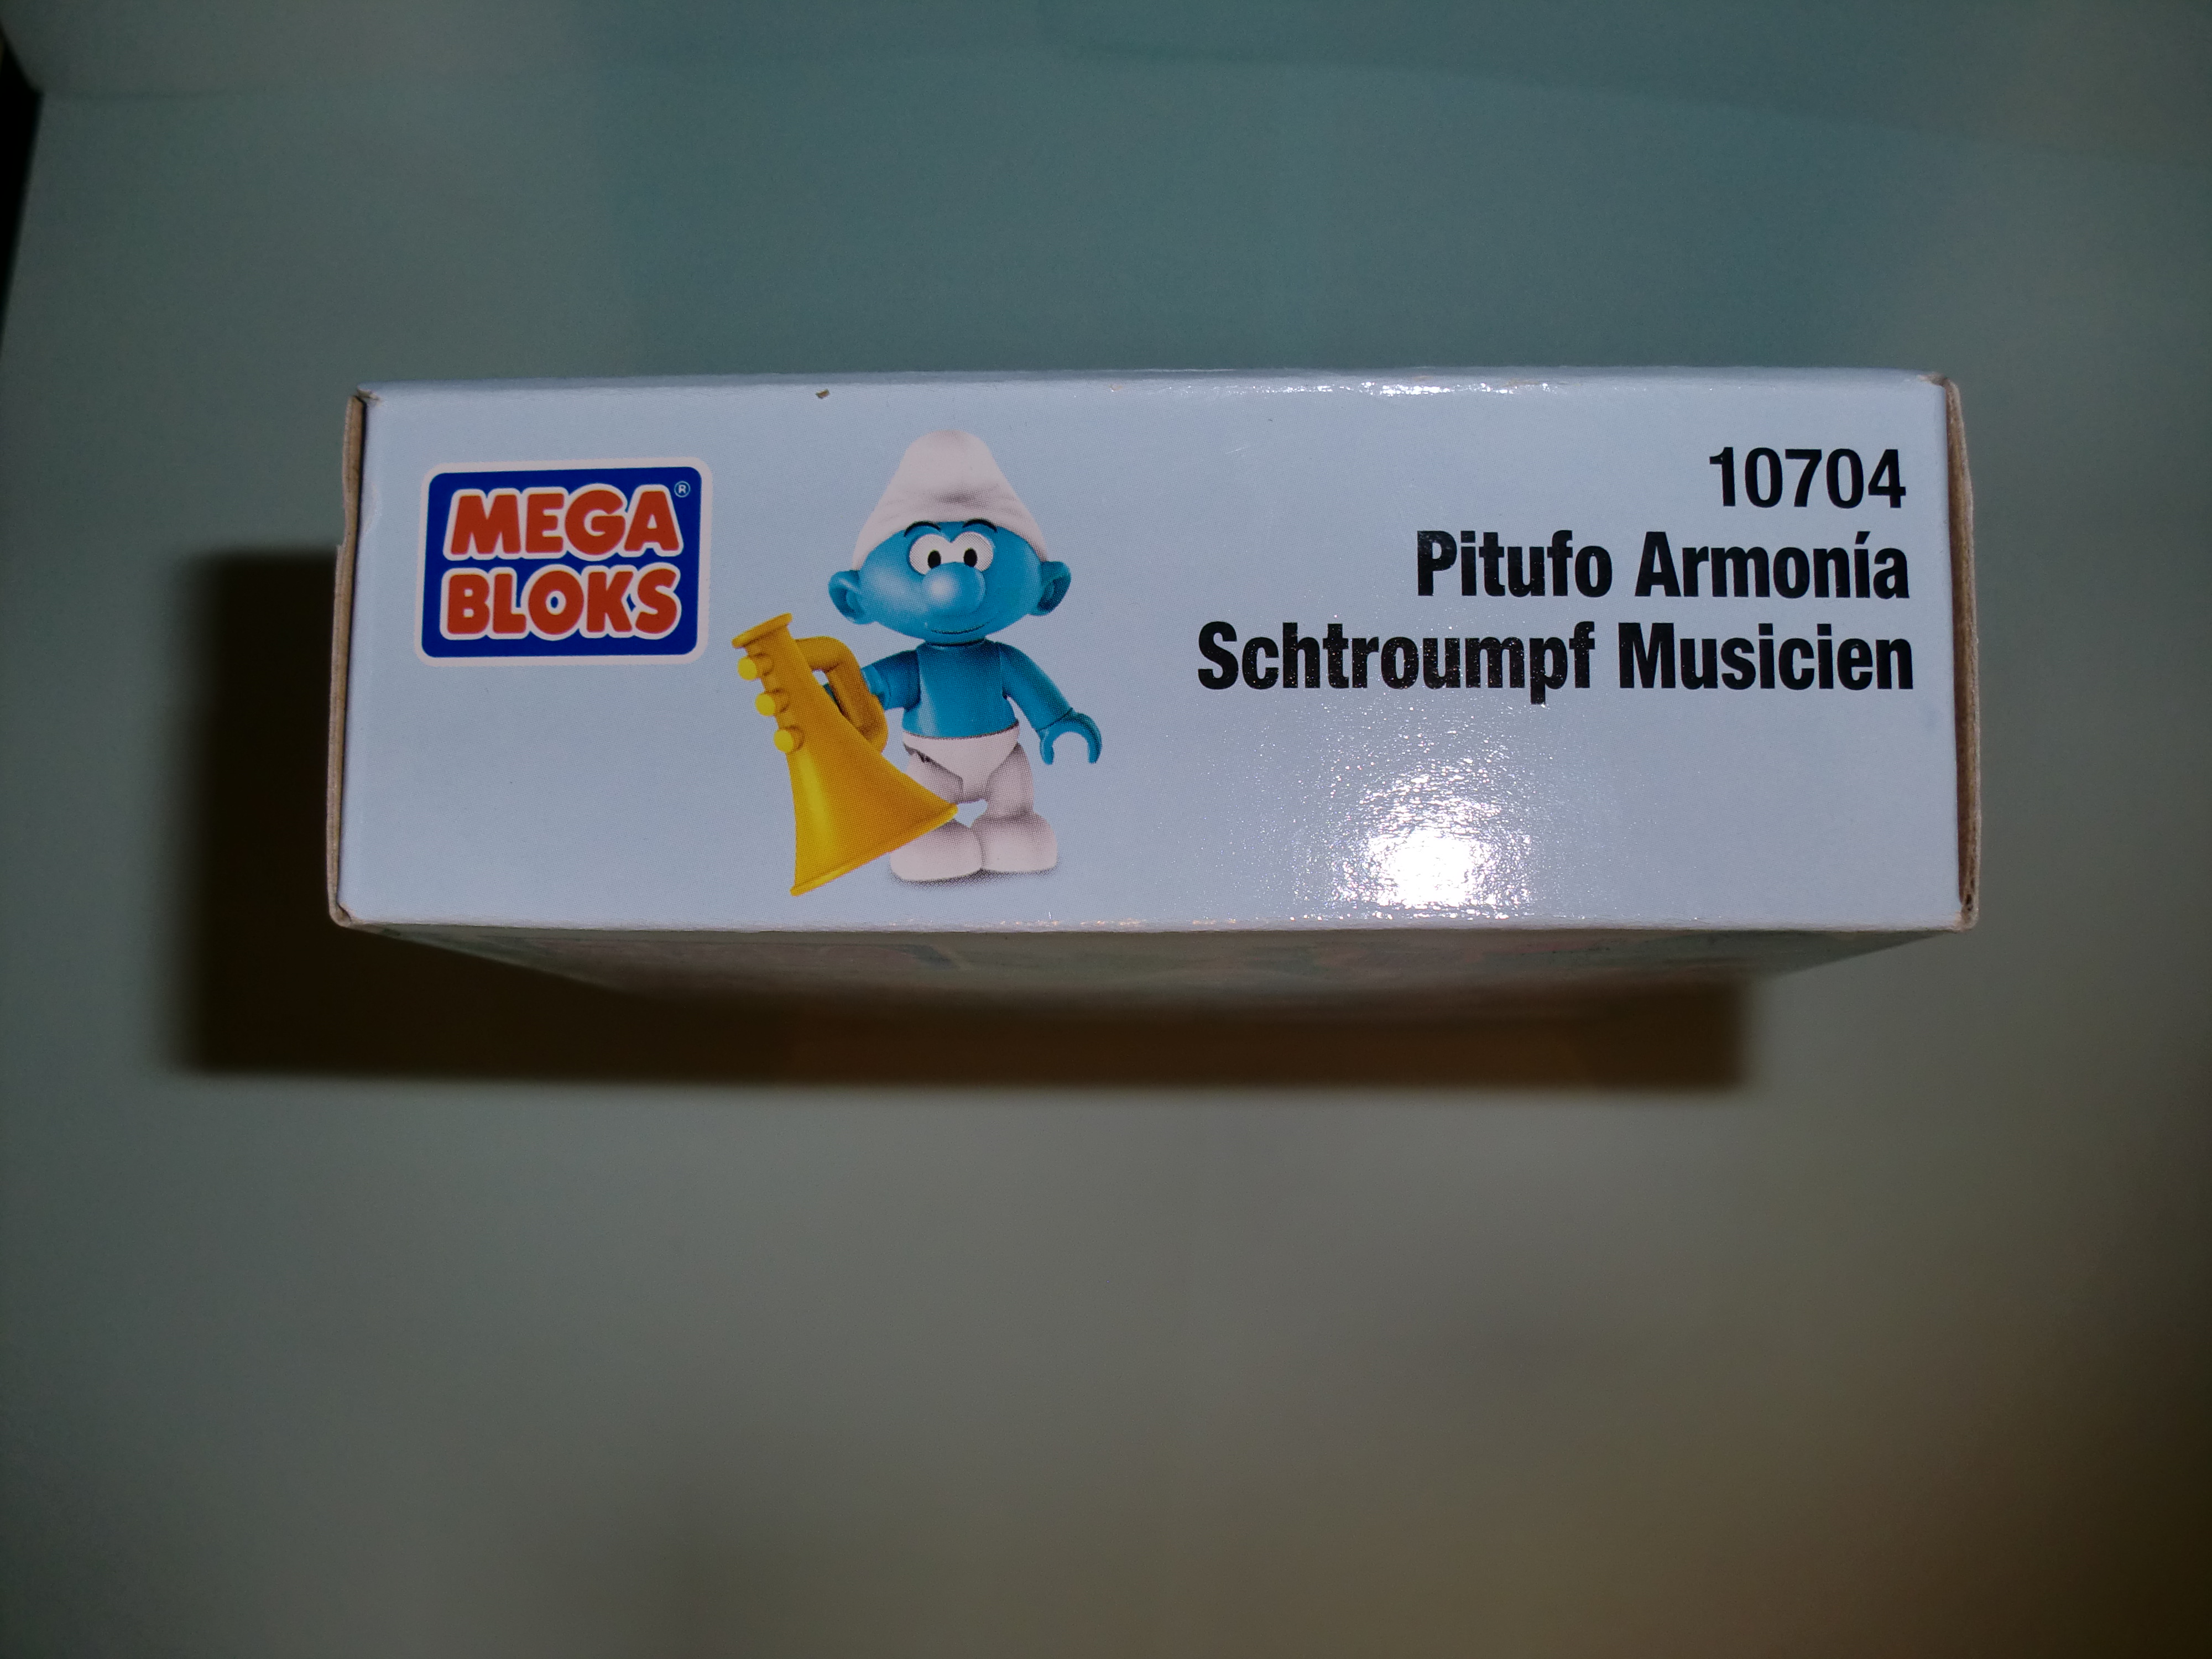 MEGA®
BLOKS
10704
Pitufo Armonía
Schtroumpf Musicien